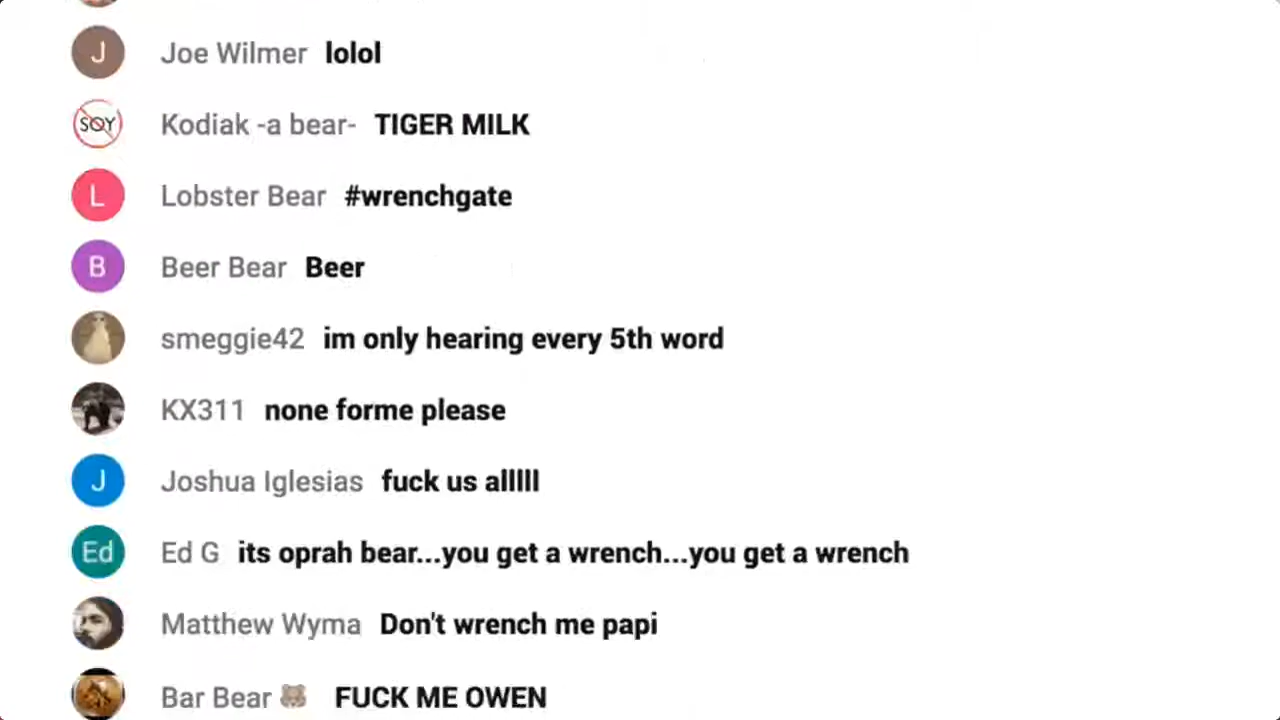 J Joe Wilmer lolol
SOY Kodiak -a bear- TIGER MILK
L Lobster Bear #wrenchgate
B Beer Bear Beer
smeggie42 im only hearing every 5th word
KX311 none forme please
J Joshua Iglesias fuck us alllll
Ed Ed G its oprah bear...you get a wrench...you get a wrench
Matthew Wyma Don't wrench me papi
Bar Bear 🐻 FUCK ME OWEN